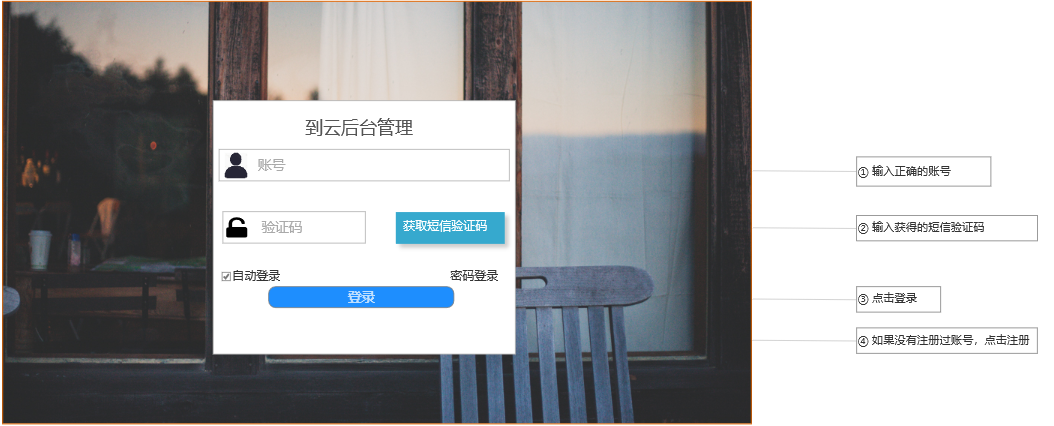 到云后台管理
账号
验证码
获取短信验证码
自动登录
密码登录
登录
① 输入正确的账号
② 输入获得的短信验证码
③ 点击登录
④ 如果没有注册过账号，点击注册